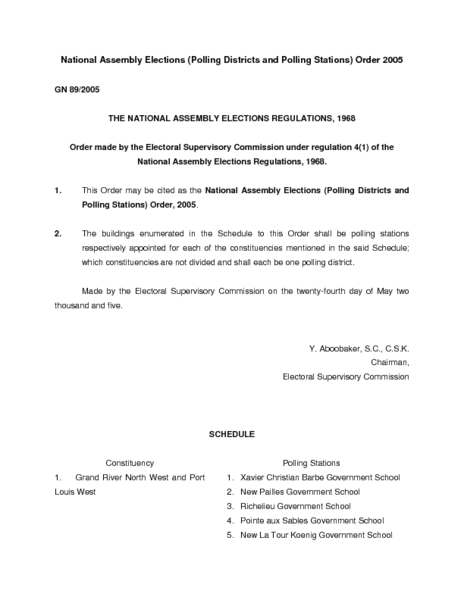 National Assembly Elections (Polling Districts and Polling Stations) Order 2005
GN 89/2005
THE NATIONAL ASSEMBLY ELECTIONS REGULATIONS, 1968
Order made by the Electoral Supervisory Commission under regulation 4(1) of the
National Assembly Elections Regulations, 1968.
1. This Order may be cited as the National Assembly Elections (Polling Districts and
Polling Stations) Order, 2005.
2. The buildings enumerated in the Schedule to this Order shall be polling stations
respectively appointed for each of the constituencies mentioned in the said Schedule;
which constituencies are not divided and shall each be one polling district.
Made by the Electoral Supervisory Commission on the twenty-fourth day of May two
thousand and five.
Y. Aboobaker, S.C., C.S.K.
Chairman,
Electoral Supervisory Commission
SCHEDULE
Constituency
1. Grand River North West and Port
Louis West
Polling Stations
1. Xavier Christian Barbe Government School
2. New Pailles Government School
3. Richelieu Government School
4. Pointe aux Sables Government School
5. New La Tour Koenig Government School